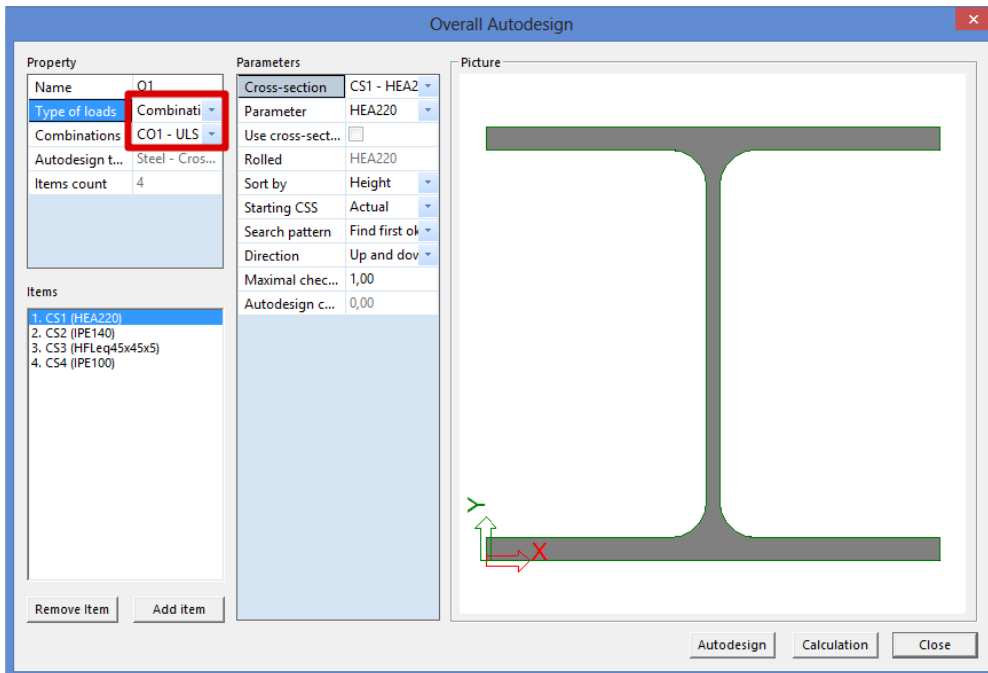 Overall Autodesign
Property
Name O1
Type of loads Combinati
Combinations CO1 - ULS
Autodesign t... Steel - Cros...
Items count 4
Items
1. CS1 (HEA220)
2. CS2 (IPE140)
3. CS3 (HFLeq45x45x5)
4. CS4 (IPE100)
Remove Item Add item
Parameters
Cross-section CS1 - HEA2
Parameter HEA220
Use cross-sect...
Rolled HEA220
Sort by Height
Starting CSS Actual
Search pattern Find first ok
Direction Up and dov
Maximal chec... 1,00
Autodesign c... 0,00
Picture
Y
X
Autodesign Calculation Close